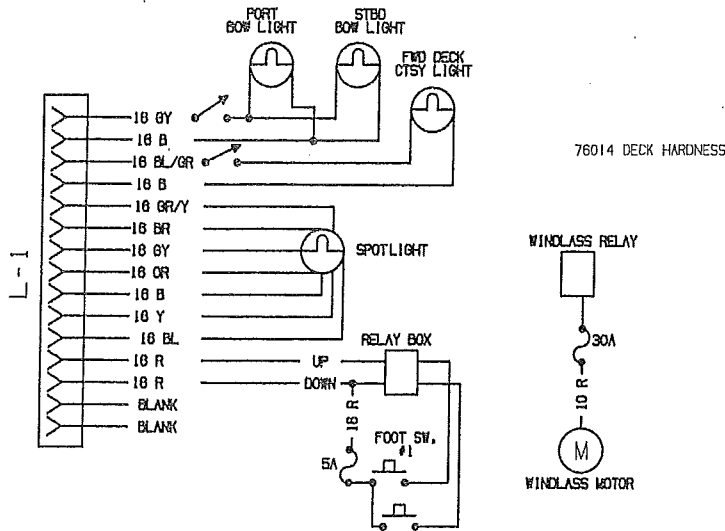 PORT
BOW LIGHT
STBD
BOW LIGHT
FWD DECK
CTSY LIGHT
L-1
16 GY
16 B
16 BL/GR
16 B
16 GR/Y
16 BR
16 GY
16 OR
16 B
16 Y
16 BL
16 R
16 R
BLANK
BLANK
SPOTLIGHT
UP
DOWN
RELAY BOX
16 R
5A
FOOT SW.
#1
76014 DECK HARDNESS
WINDLASS RELAY
30A
10 R
M
WINDLASS MOTOR